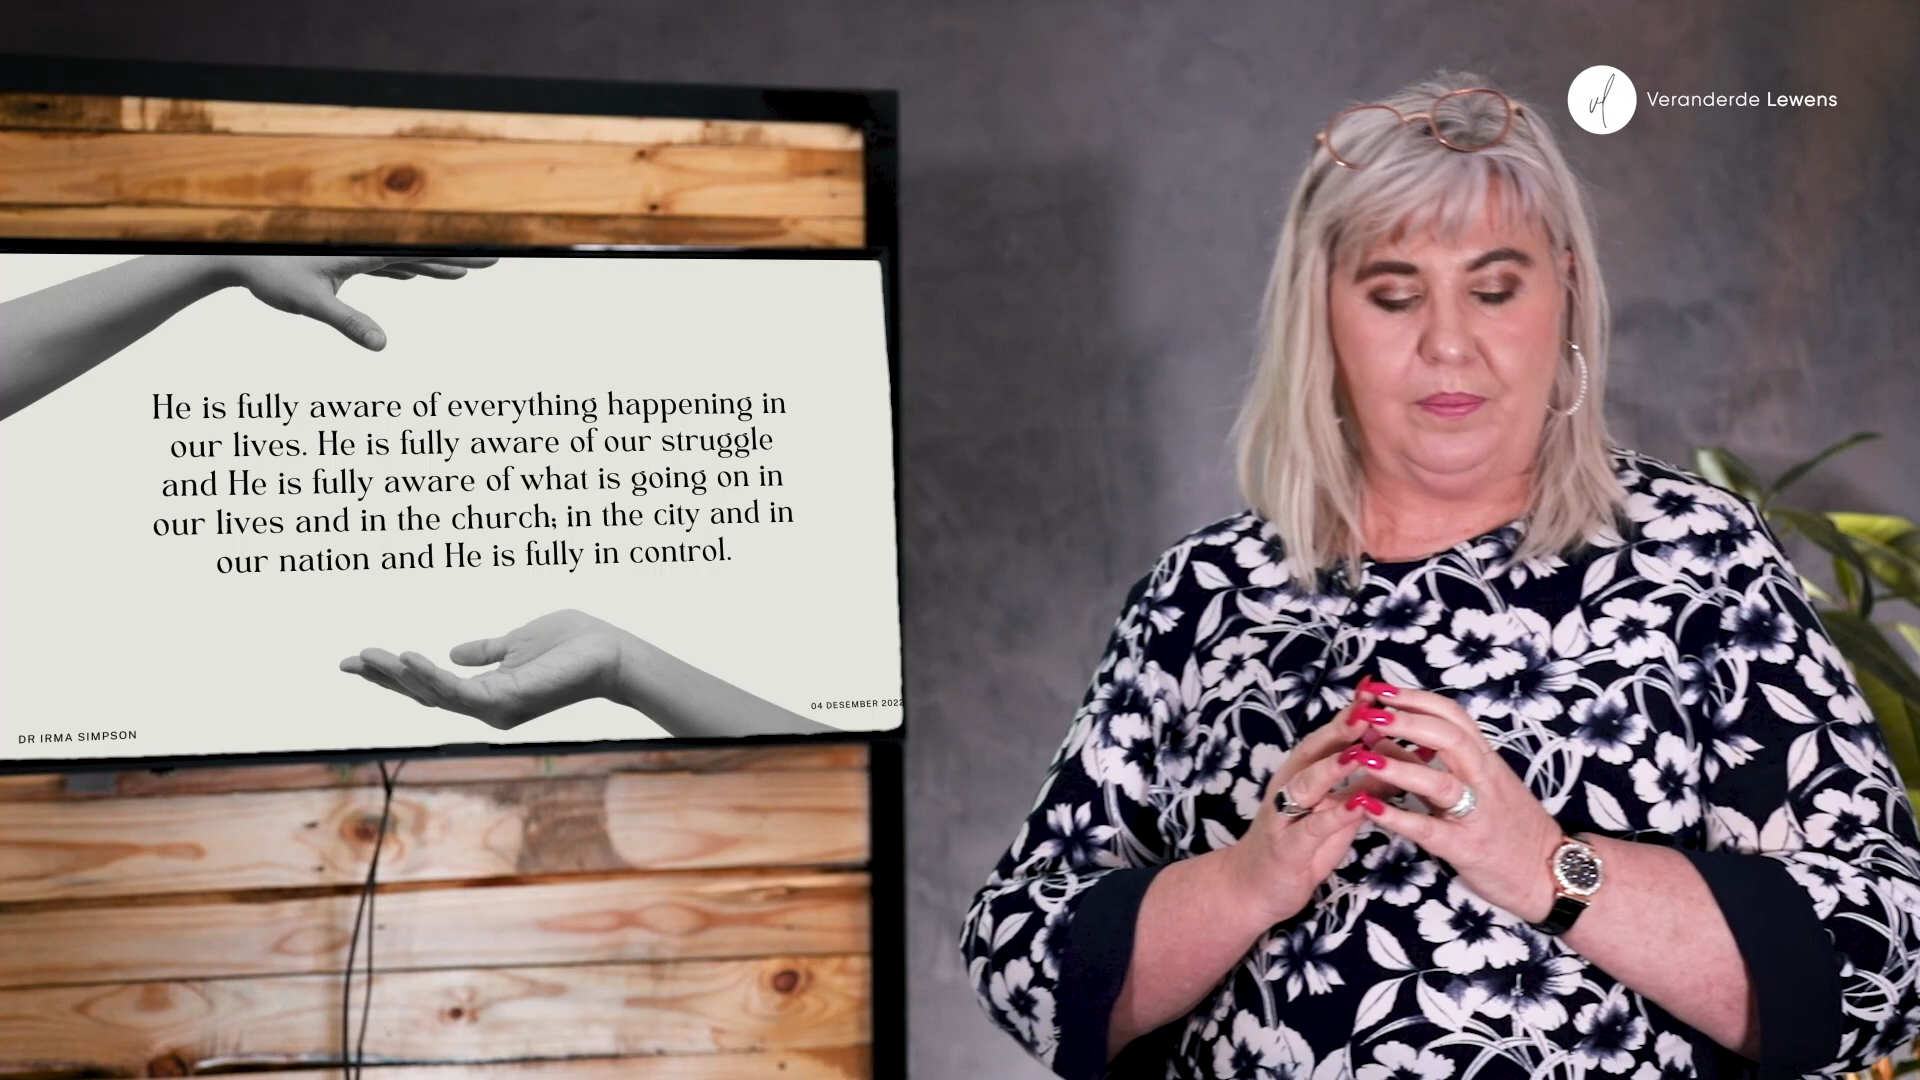 Veranderde Lewens
He is fully aware of everything happening in
our lives. He is fully aware of our struggle
and He is fully aware of what is going on in
our lives and in the church; in the city and in
our nation and He is fully in control.
04 DESEMBER 2022
DR IRMA SIMPSON